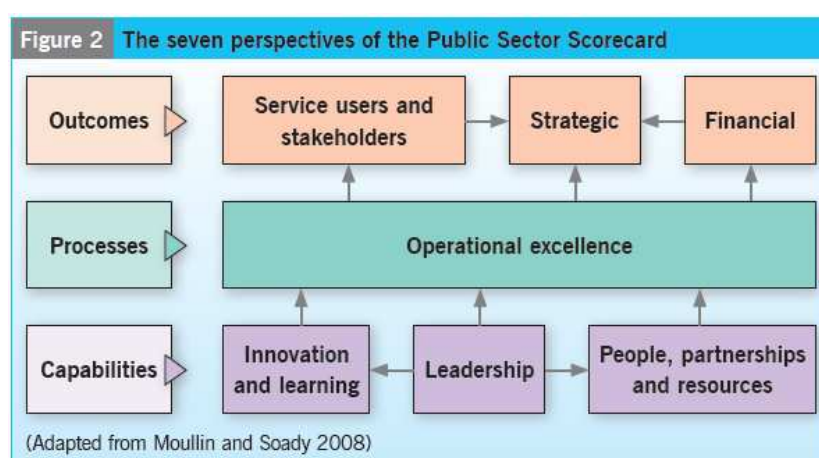 Figure 2 The seven perspectives of the Public Sector Scorecard
Outcomes
Service users and
stakeholders
Strategic
Financial
Processes
Operational excellence
Capabilities
Innovation
and learning
Leadership
People, partnerships
and resources
(Adapted from Moullin and Soady 2008)